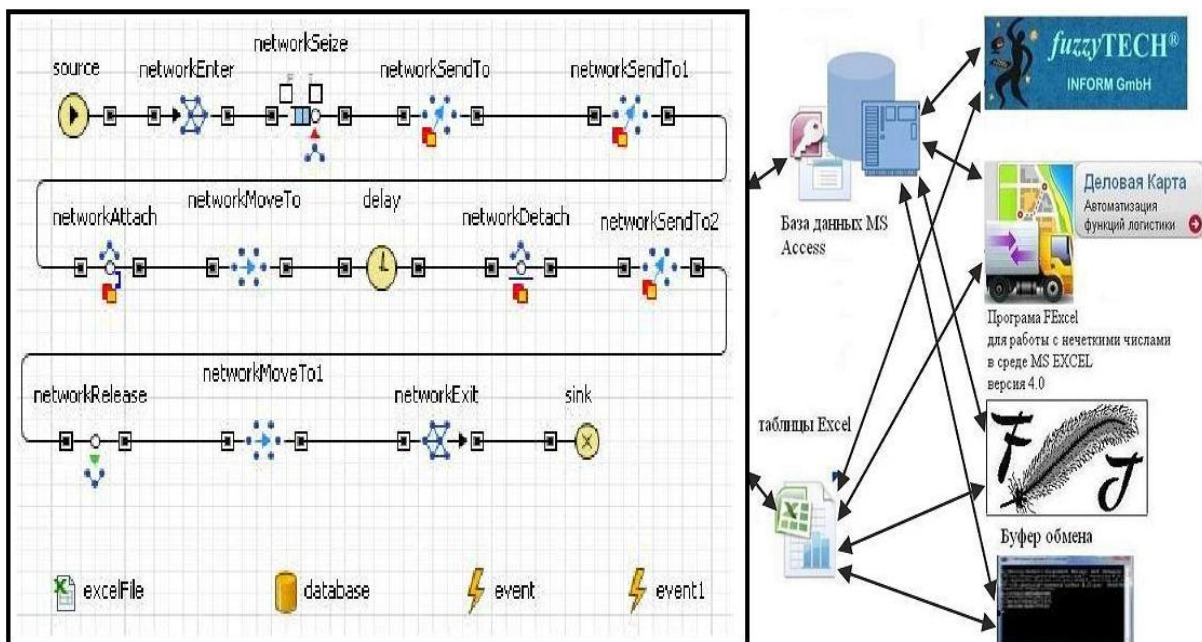 source
networkEnter
networkSeize
networkSendTo
networkSendTo1
networkAttach
networkMoveTo
delay
networkDetach
networkSendTo2
networkRelease
networkMoveTo1
networkExit
sink
excelFile
database
event
event1
База данных MS
Access
таблицы Excel
fuzzyTECH®
INFORM GmbH
Деловая Карта
Автоматизация
функций логистики
Програма FExcel
для работы с нечеткими числами
в среде MS EXCEL
версия 4.0
Буфер обмена